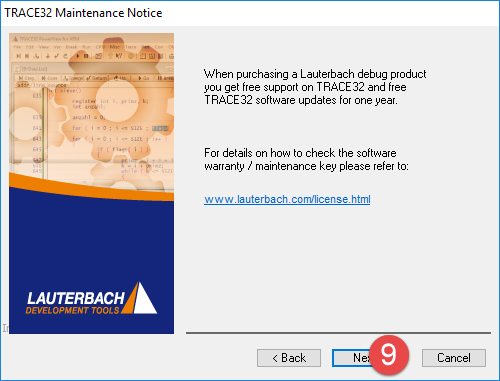 TRACE32 Maintenance Notice
When purchasing a Lauterbach debug product
you get free support on TRACE32 and free
TRACE32 software updates for one year.
For details on how to check the software
warranty / maintenance key please refer to:
www.lauterbach.com/license.html
LAUTERBACH
DEVELOPMENT TOOLS
< Back
Ne
9
Cancel